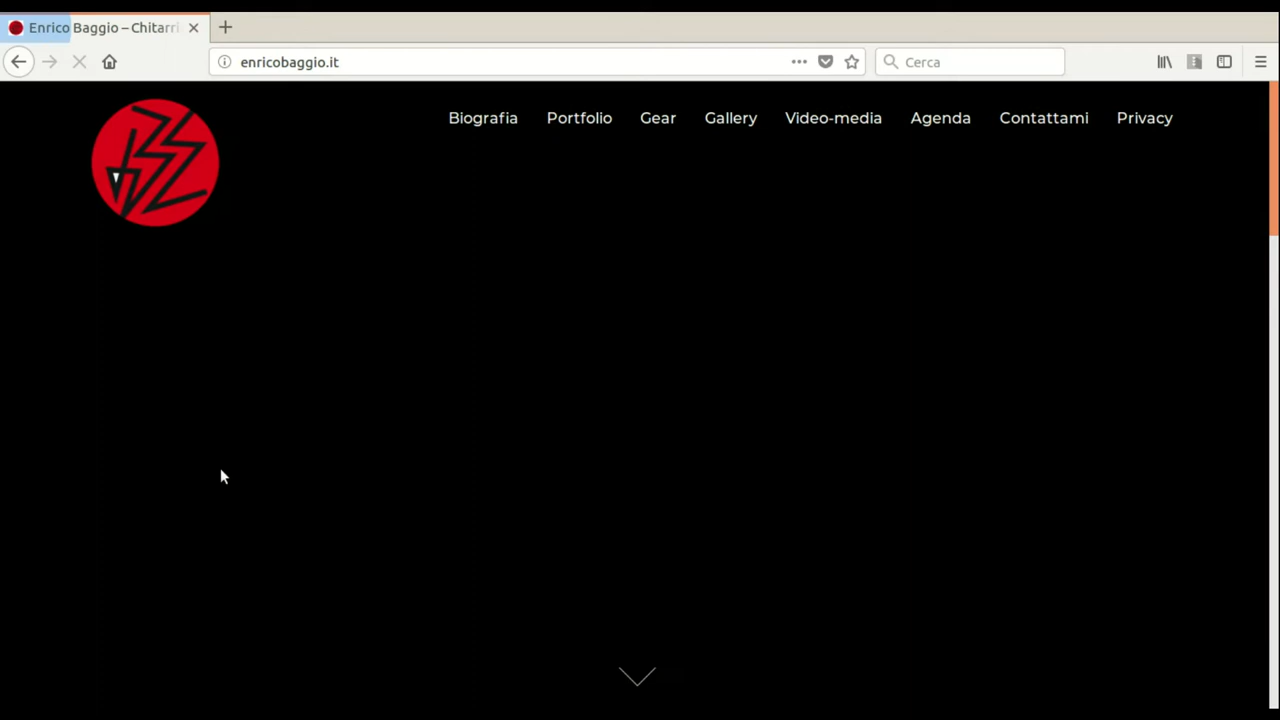 Enrico Baggio – Chitarri
enricobaggio.it
Cerca
Biografia Portfolio Gear Gallery Video-media Agenda Contattami Privacy